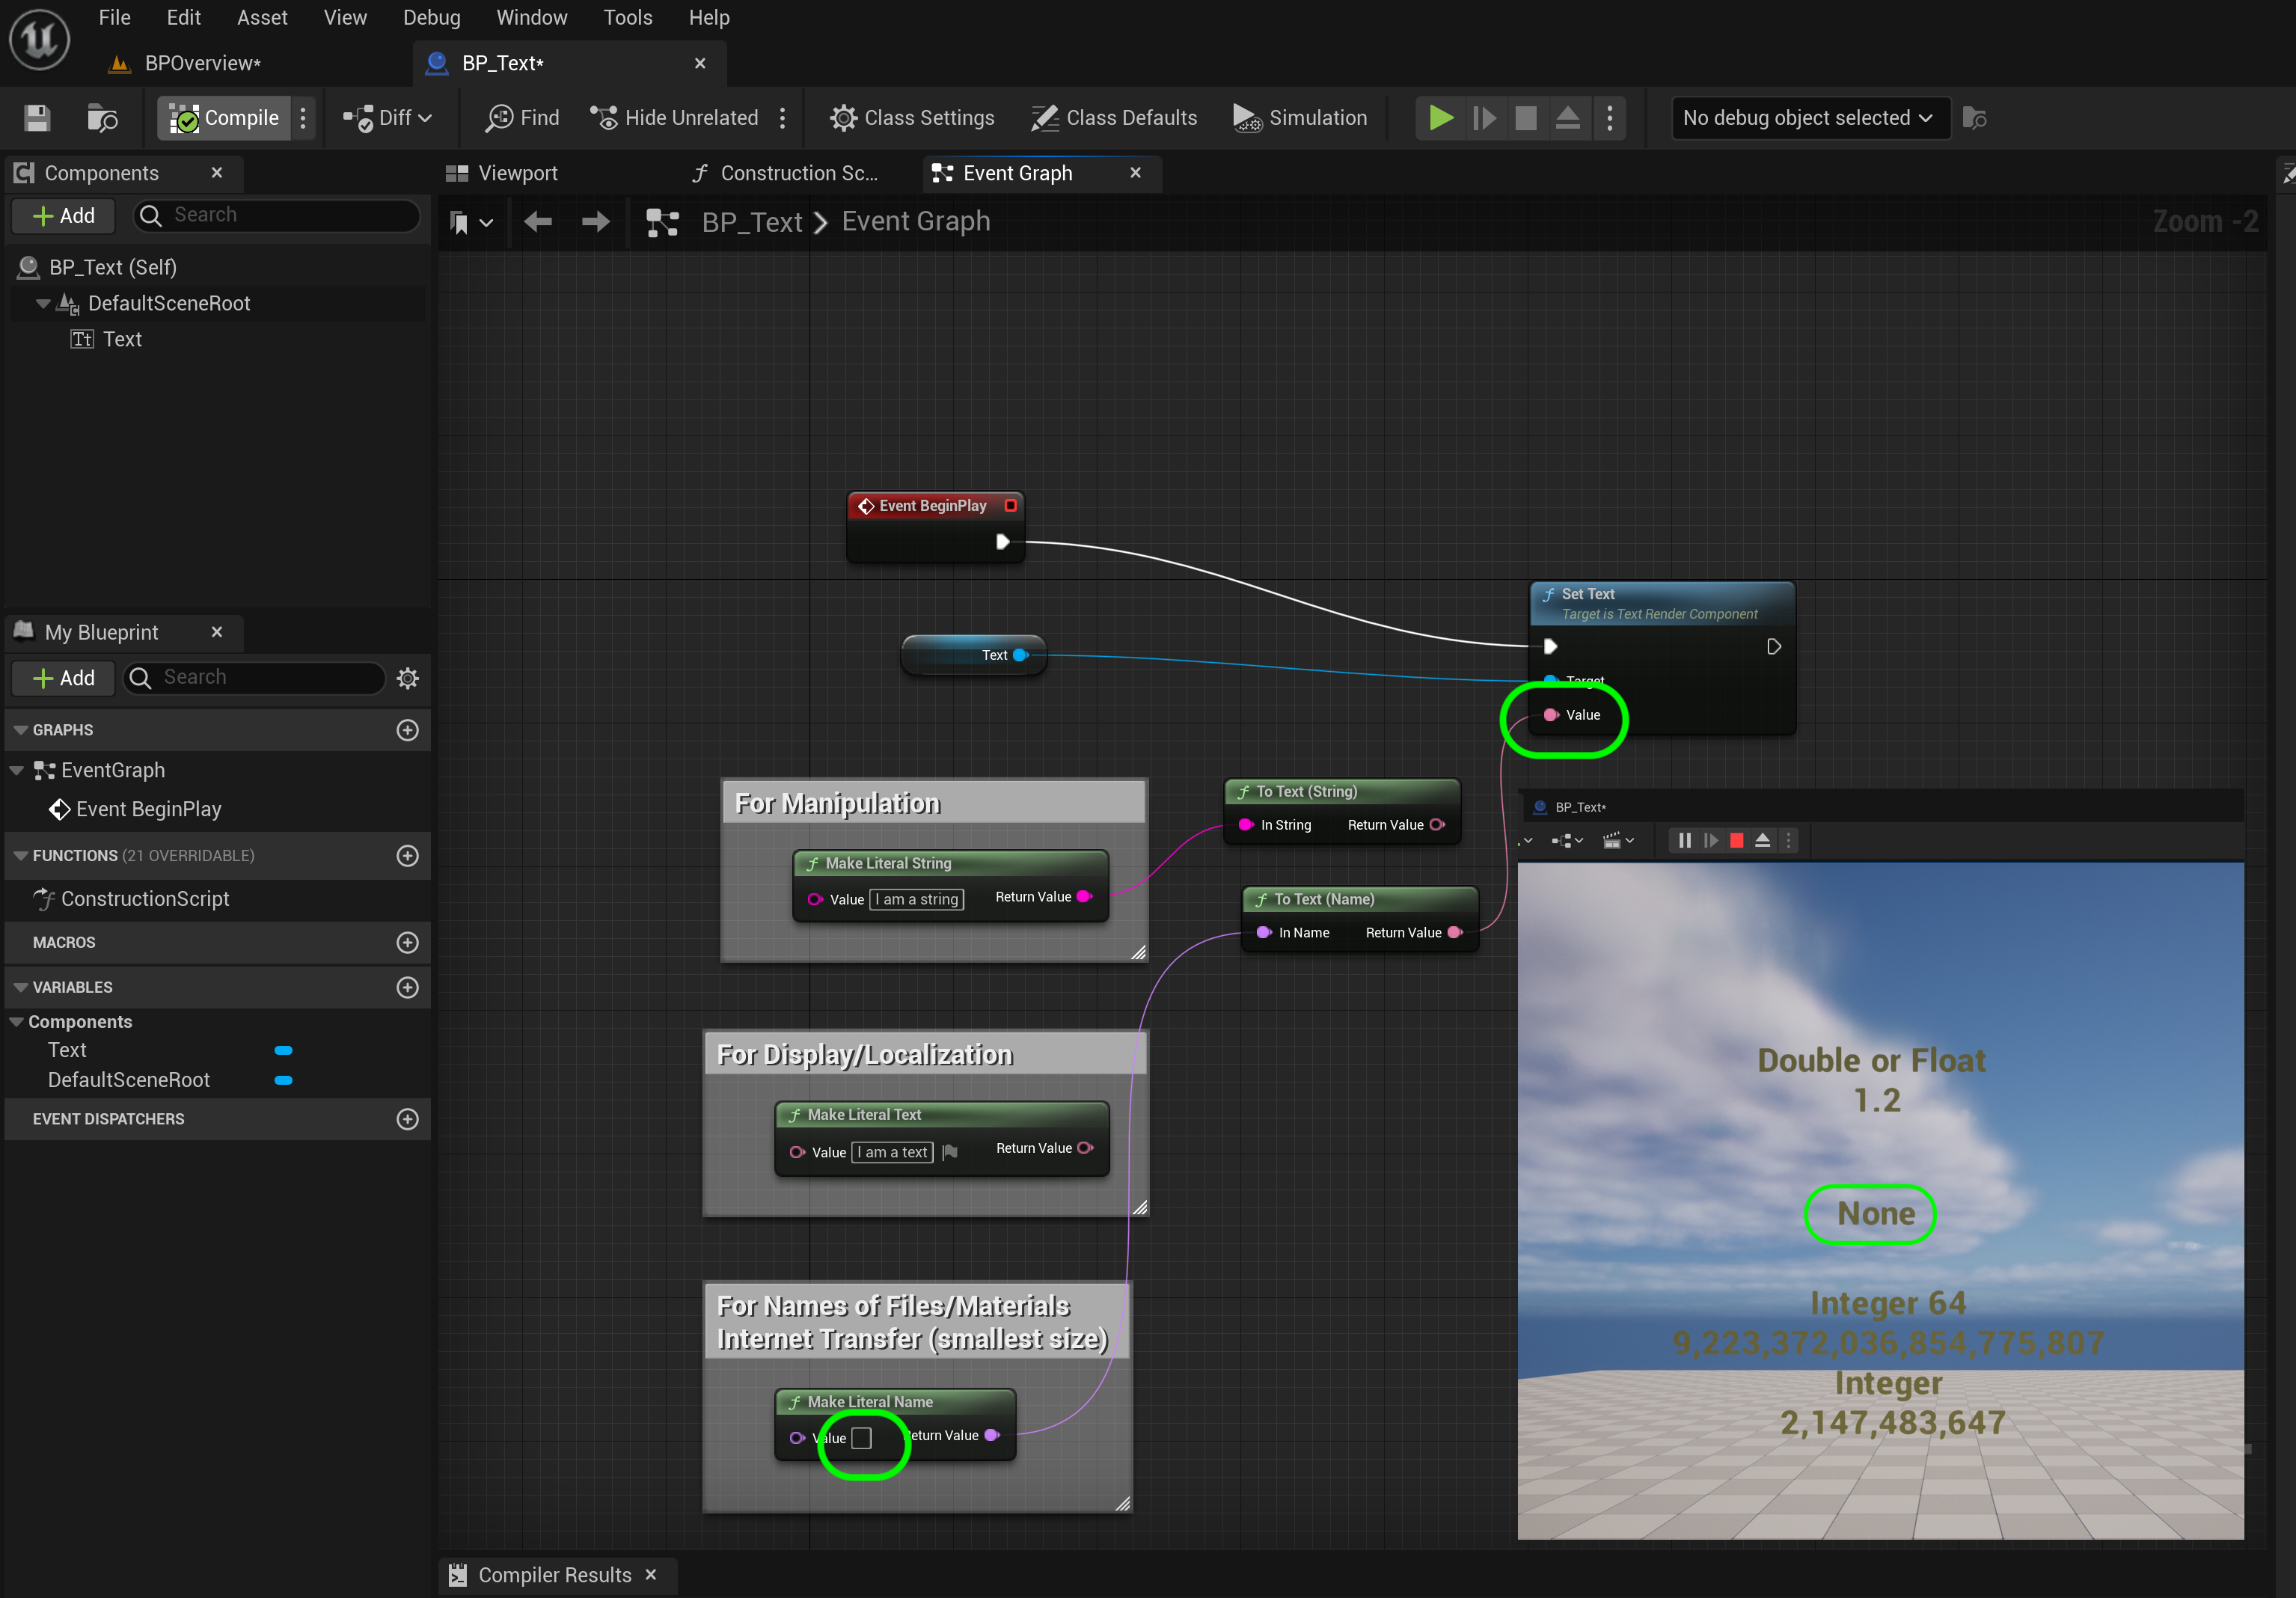 File Edit Asset View Debug Window Tools Help
BPOverview*
BP_Text*
Compile
Diff
Find
Hide Unrelated
Class Settings
Class Defaults
Simulation
No debug object selected
Components
Viewport
Construction Sc...
Event Graph
Add
Search
BP_Text
Event Graph
Zoom -2
BP_Text (Self)
DefaultSceneRoot
Text
My Blueprint
Add
Search
GRAPHS
EventGraph
Event BeginPlay
FUNCTIONS (21 OVERRIDABLE)
ConstructionScript
MACROS
VARIABLES
Components
Text
DefaultSceneRoot
EVENT DISPATCHERS
Event BeginPlay
Text
Set Text
Target is Text Render Component
Target
Value
For Manipulation
Make Literal String
Value I am a string Return Value
To Text (String)
In String Return Value
To Text (Name)
In Name Return Value
For Display/Localization
Make Literal Text
Value I am a text Return Value
For Names of Files/Materials
Internet Transfer (smallest size)
Make Literal Name
Value Return Value
BP_Text*
Double or Float
1.2
None
Integer 64
9,223,372,036,854,775,807
Integer
2,147,483,647
Compiler Results